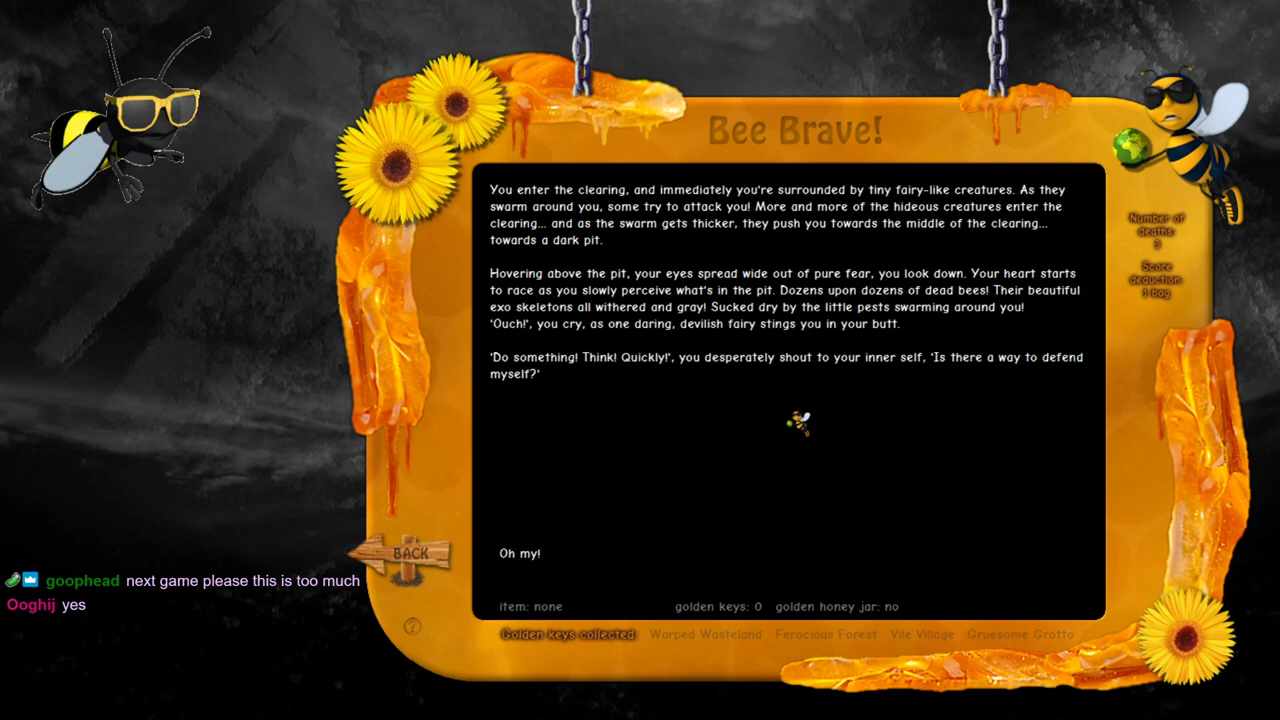 Bee Brave!
You enter the clearing, and immediately you're surrounded by tiny fairy-like creatures. As they
swarm around you, some try to attack you! More and more of the hideous creatures enter the
clearing... and as the swarm gets thicker, they push you towards the middle of the clearing...
towards a dark pit.
Hovering above the pit, your eyes spread wide out of pure fear, you look down. Your heart starts
to race as you slowly perceive what's in the pit. Dozens upon dozens of dead bees! Their beautiful
exo skeletons all withered and gray! Sucked dry by the little pests swarming around you!
'Ouch!', you cry, as one daring, devilish fairy stings you in your butt.
'Do something! Think! Quickly!', you desperately shout to your inner self, 'Is there a way to defend
myself?'
Oh my!
item: none golden keys: 0 golden honey jar: no
Golden keys collected Warped Wasteland Ferocious Forest Vile Village Gruesome Grotto
Number of
deaths:
3
Score
deduction:
1 bag
BACK
?
goophead next game please this is too much
Ooghij yes